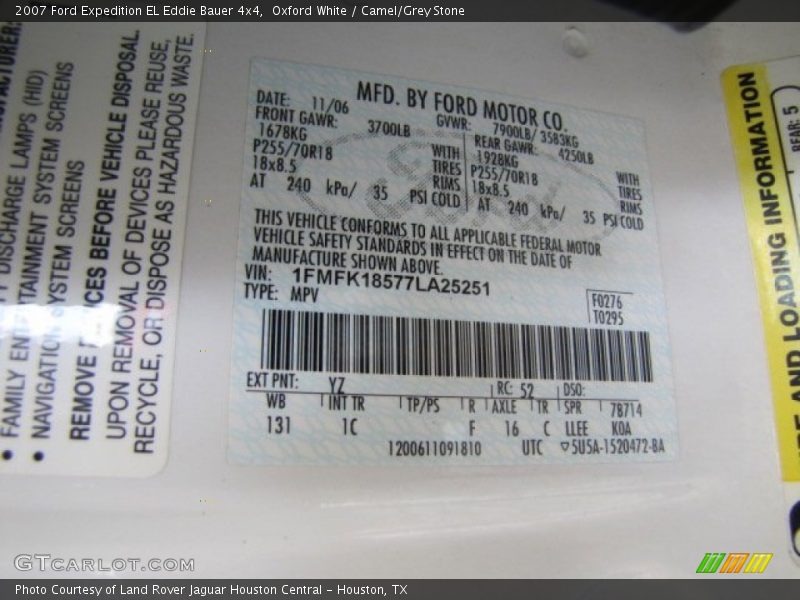 2007 Ford Expedition EL Eddie Bauer 4x4,  Oxford White / Camel/Grey Stone
DISCHARGE LAMPS (HID)
• FAMILY ENTERTAINMENT SYSTEM SCREENS
• NAVIGATION SYSTEM SCREENS
REMOVE DEVICES BEFORE VEHICLE DISPOSAL.
UPON REMOVAL OF DEVICES PLEASE REUSE,
RECYCLE, OR DISPOSE AS HAZARDOUS WASTE.
MFD. BY FORD MOTOR CO.
DATE: 11/06 GVWR: 7900LB/ 3583KG
FRONT GAWR: 3700LB REAR GAWR: 4250LB
1678KG WITH 1928KG WITH
P255/70R18 TIRES P255/70R18 TIRES
18x8.5 RIMS 18x8.5 RIMS
AT 240 kPa/ 35 PSI COLD AT 240 kPa/ 35 PSI COLD
THIS VEHICLE CONFORMS TO ALL APPLICABLE FEDERAL MOTOR
VEHICLE SAFETY STANDARDS IN EFFECT ON THE DATE OF
MANUFACTURE SHOWN ABOVE.
VIN: 1FMFK18577LA25251
TYPE: MPV
F0276
T0295
EXT PNT: YZ RC: 52 DSO:
WB INT TR TP/PS R AXLE TR SPR 7B714
131 1C F 16 C LLEE K0A
1200611091810 UTC ▽5U5A-1520472-BA
REAR: 5
TIRE AND LOADING INFORMATION
GTCARLOT.COM
Photo Courtesy of Land Rover Jaguar Houston Central - Houston, TX